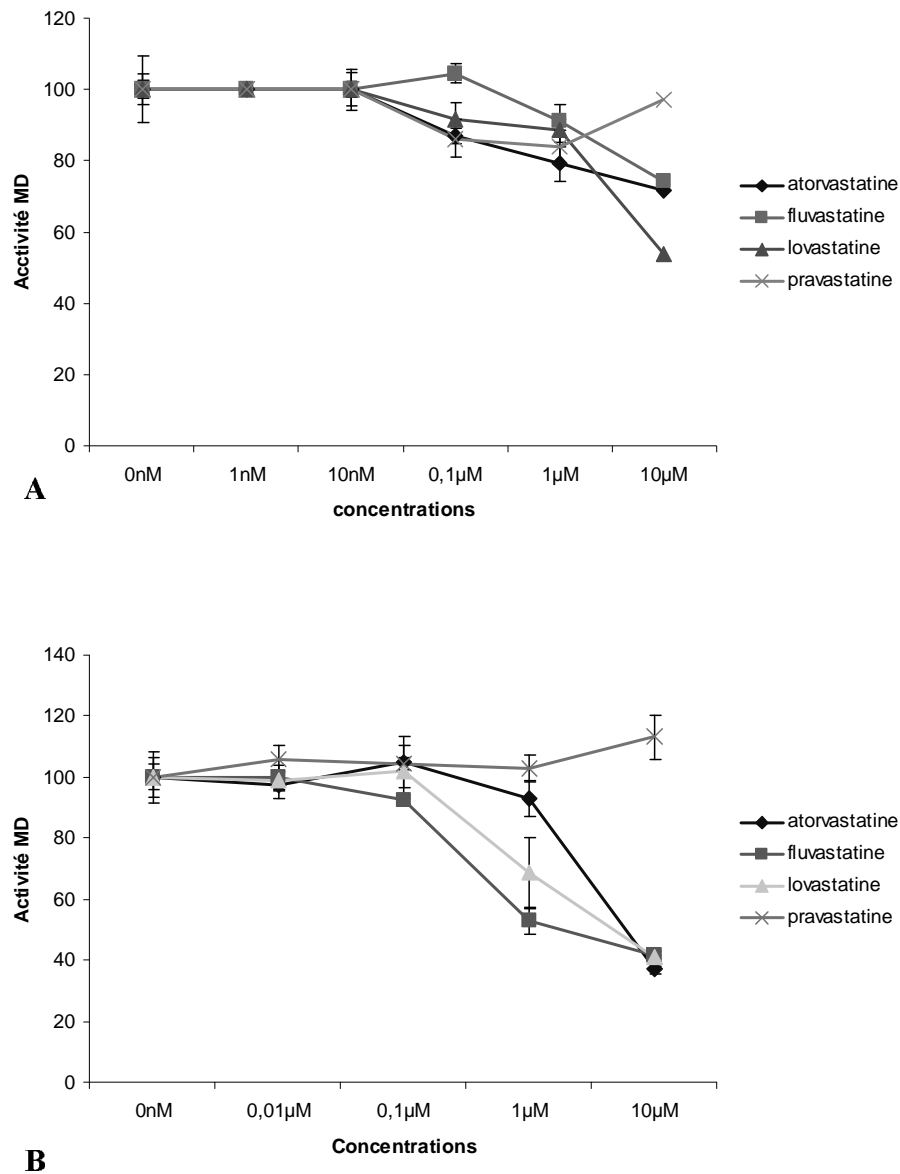 120
100
80
60
40
20
0
Acctivité MD
0nM 1nM 10nM 0,1µM 1µM 10µM
concentrations
atorvastatine
fluvastatine
lovastatine
pravastatine
A
140
120
100
80
60
40
20
0
Activité MD
0nM 0,01µM 0,1µM 1µM 10µM
Concentrations
atorvastatine
fluvastatine
lovastatine
pravastatine
B